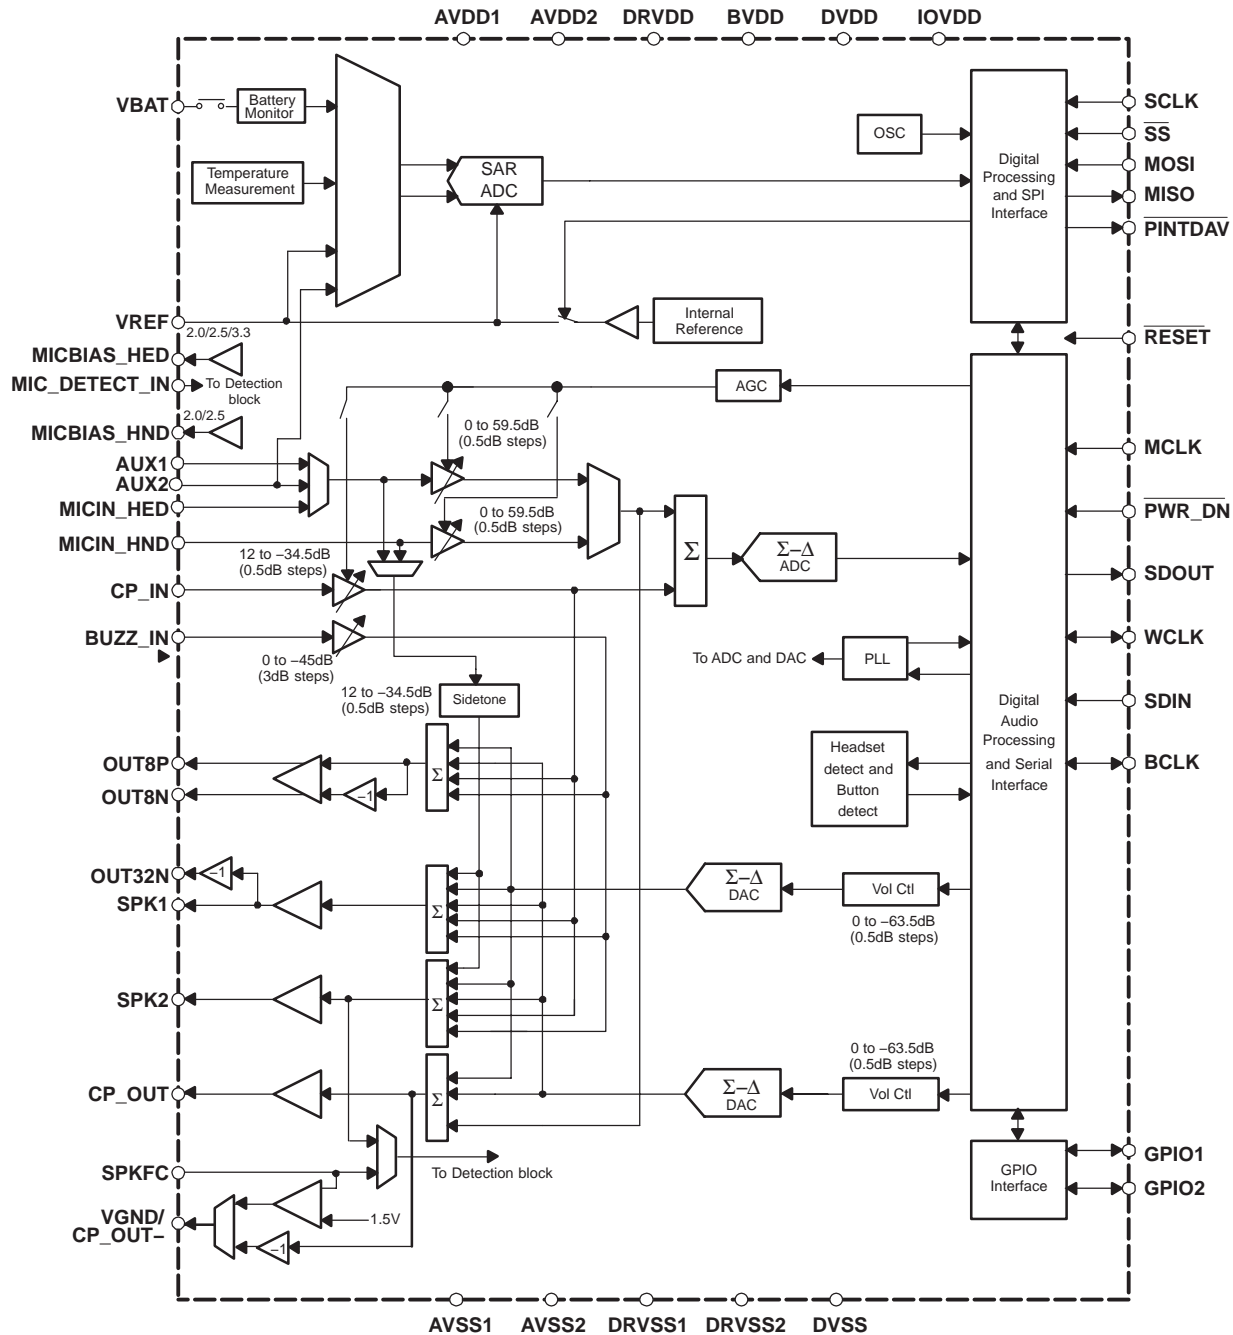 AVDD1 AVDD2 DRVDD BVDD DVDD IOVDD
VBAT
Battery
Monitor
Temperature
Measurement
SAR
ADC
OSC
Digital
Processing
and SPI
Interface
SCLK
SS
MOSI
MISO
PINTDAV
VREF
Internal
Reference
RESET
2.0/2.5/3.3
MICBIAS_HED
MIC_DETECT_IN
To Detection
block
AGC
2.0/2.5
MICBIAS_HND
0 to 59.5dB
(0.5dB steps)
AUX1
AUX2
MICIN_HED
MICIN_HND
0 to 59.5dB
(0.5dB steps)
MCLK
PWR_DN
Σ
Σ−Δ
ADC
12 to −34.5dB
(0.5dB steps)
CP_IN
SDOUT
BUZZ_IN
0 to −45dB
(3dB steps)
WCLK
To ADC and DAC
PLL
12 to −34.5dB
(0.5dB steps)
Sidetone
SDIN
Digital
Audio
Processing
and Serial
Interface
OUT8P
OUT8N
−1
Σ
Headset
detect and
Button
detect
BCLK
OUT32N
−1
SPK1
Σ
Σ−Δ
DAC
Vol Ctl
0 to −63.5dB
(0.5dB steps)
SPK2
Σ
0 to −63.5dB
(0.5dB steps)
CP_OUT
Σ
Σ−Δ
DAC
Vol Ctl
SPKFC
To Detection block
GPIO
Interface
GPIO1
GPIO2
VGND/
CP_OUT−
1.5V
−1
AVSS1 AVSS2 DRVSS1 DRVSS2 DVSS